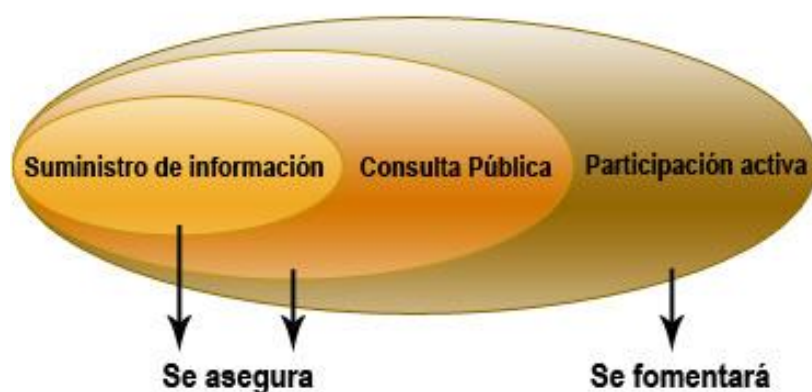 Suministro de información
Consulta Pública
Participación activa
Se asegura
Se fomentará